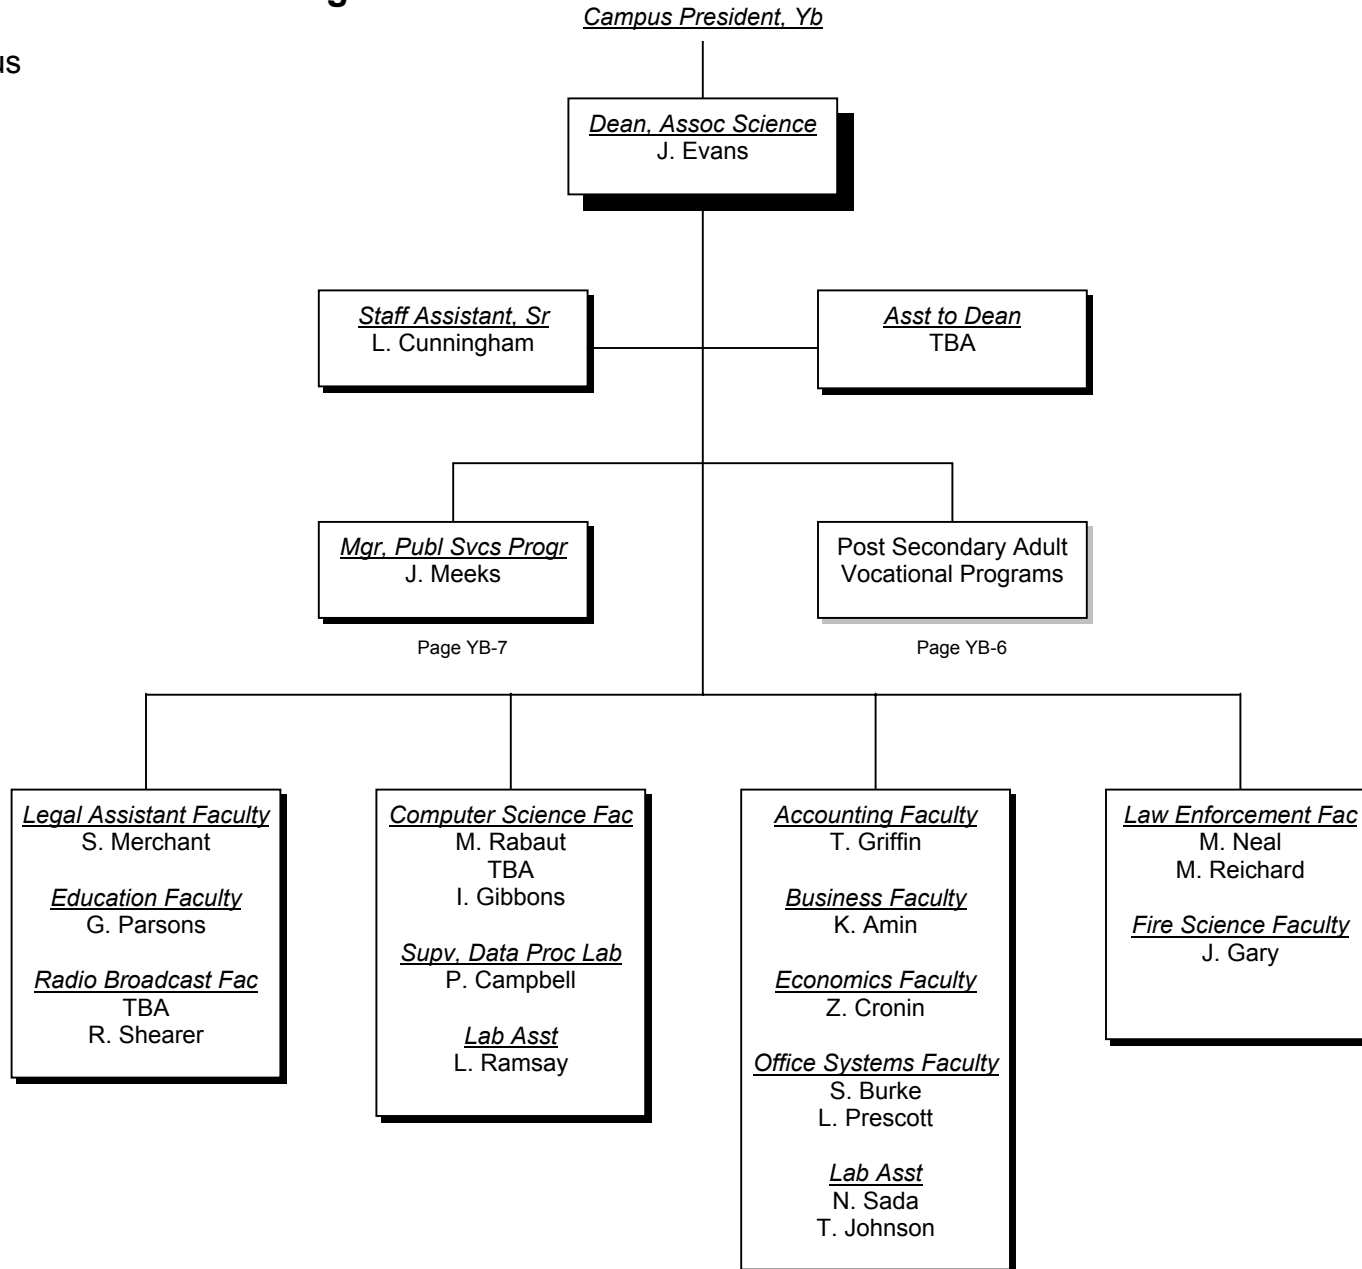 g
us
Campus President, Yb
Dean, Assoc Science
J. Evans
Staff Assistant, Sr
L. Cunningham
Asst to Dean
TBA
Mgr, Publ Svcs Progr
J. Meeks
Post Secondary Adult
Vocational Programs
Page YB-7
Page YB-6
Legal Assistant Faculty
S. Merchant
Education Faculty
G. Parsons
Radio Broadcast Fac
TBA
R. Shearer
Computer Science Fac
M. Rabaut
TBA
I. Gibbons
Supv, Data Proc Lab
P. Campbell
Lab Asst
L. Ramsay
Accounting Faculty
T. Griffin
Business Faculty
K. Amin
Economics Faculty
Z. Cronin
Office Systems Faculty
S. Burke
L. Prescott
Lab Asst
N. Sada
T. Johnson
Law Enforcement Fac
M. Neal
M. Reichard
Fire Science Faculty
J. Gary